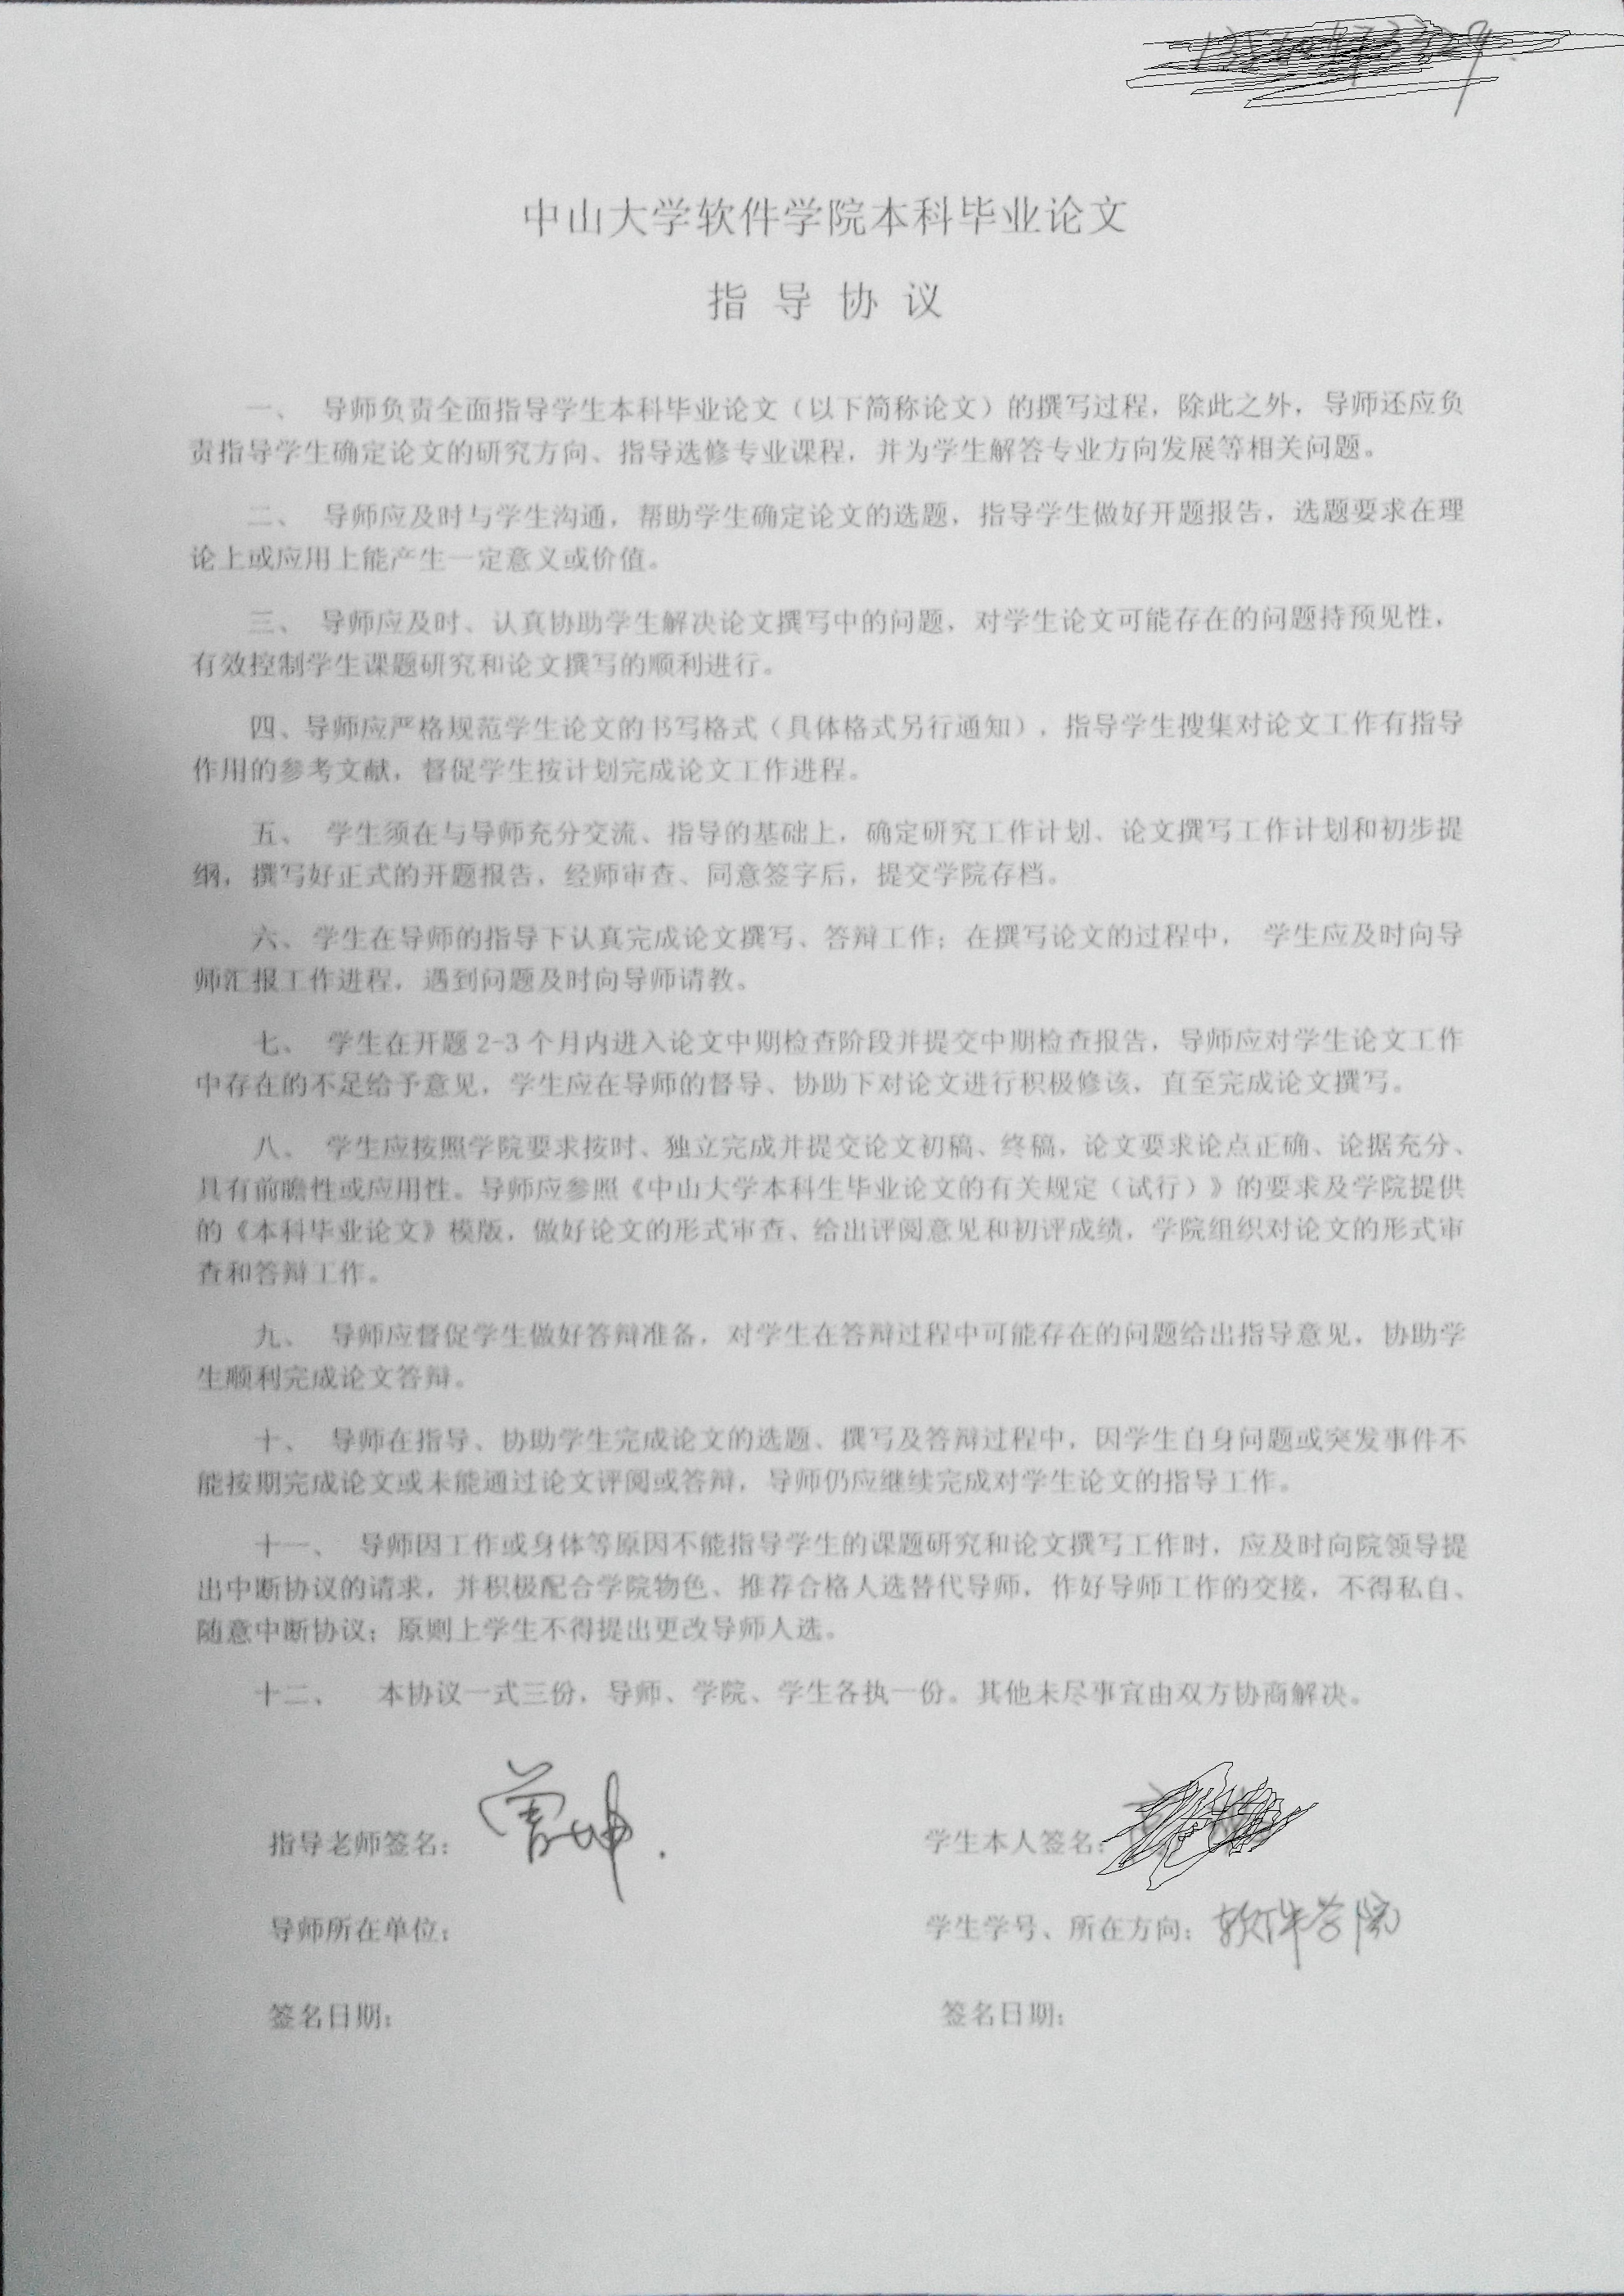 中山大学软件学院本科毕业论文
指 导 协 议
一、 导师负责全面指导学生本科毕业论文（以下简称论文）的撰写过程，除此之外，导师还应负
责指导学生确定论文的研究方向、指导选修专业课程，并为学生解答专业方向发展等相关问题。
二、 导师应及时与学生沟通，帮助学生确定论文的选题，指导学生做好开题报告，选题要求在理
论上或应用上能产生一定意义或价值。
三、 导师应及时、认真协助学生解决论文撰写中的问题，对学生论文可能存在的问题持预见性，
有效控制学生课题研究和论文撰写的顺利进行。
四、导师应严格规范学生论文的书写格式（具体格式另行通知），指导学生搜集对论文工作有指导
作用的参考文献，督促学生按计划完成论文工作进程。
五、 学生须在与导师充分交流、指导的基础上，确定研究工作计划、论文撰写工作计划和初步提
纲，撰写好正式的开题报告，经师审查、同意签字后，提交学院存档。
六、学生在导师的指导下认真完成论文撰写、答辩工作；在撰写论文的过程中， 学生应及时向导
师汇报工作进程，遇到问题及时向导师请教。
七、 学生在开题 2-3 个月内进入论文中期检查阶段并提交中期检查报告，导师应对学生论文工作
中存在的不足给予意见，学生应在导师的督导、协助下对论文进行积极修该，直至完成论文撰写。
八、 学生应按照学院要求按时、独立完成并提交论文初稿、终稿，论文要求论点正确、论据充分、
具有前瞻性或应用性。导师应参照《中山大学本科生毕业论文的有关规定（试行）》的要求及学院提供
的《本科毕业论文》模版，做好论文的形式审查、给出评阅意见和初评成绩，学院组织对论文的形式审
查和答辩工作。
九、 导师应督促学生做好答辩准备，对学生在答辩过程中可能存在的问题给出指导意见，协助学
生顺利完成论文答辩。
十、 导师在指导、协助学生完成论文的选题、撰写及答辩过程中，因学生自身问题或突发事件不
能按期完成论文或未能通过论文评阅或答辩，导师仍应继续完成对学生论文的指导工作。
十一、 导师因工作或身体等原因不能指导学生的课题研究和论文撰写工作时，应及时向院领导提
出中断协议的请求，并积极配合学院物色、推荐合格人选替代导师，作好导师工作的交接，不得私自、
随意中断协议；原则上学生不得提出更改导师人选。
十二、 本协议一式三份，导师、学院、学生各执一份。其他未尽事宜由双方协商解决。
指导老师签名： 学生本人签名：
导师所在单位： 学生学号、所在方向：软件学院
签名日期： 签名日期：